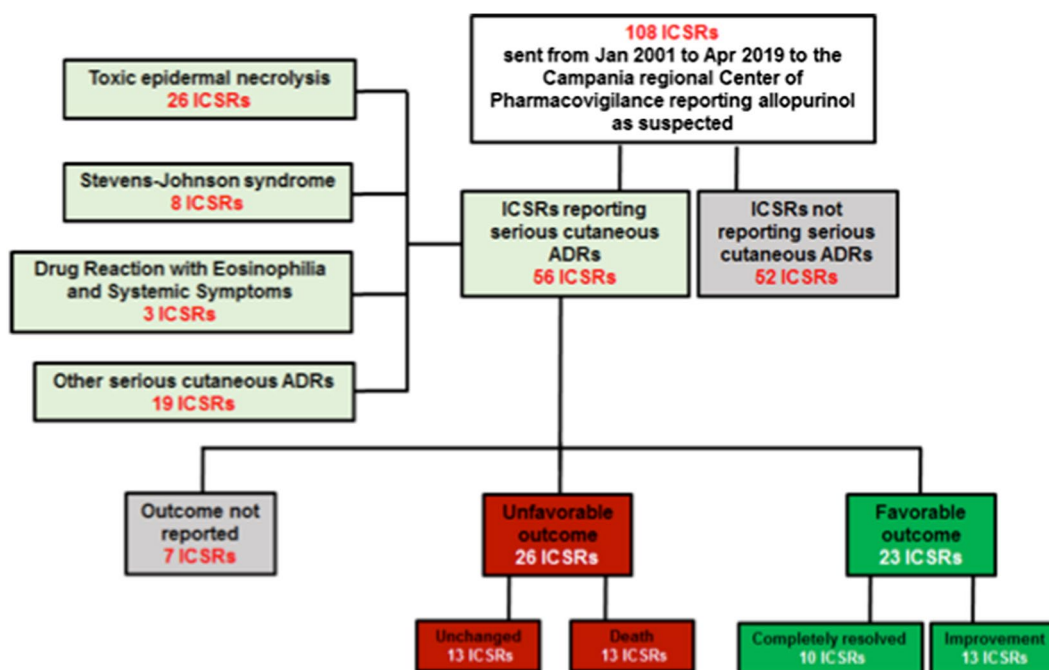 108 ICSRs
sent from Jan 2001 to Apr 2019 to the
Campania regional Center of
Pharmacovigilance reporting allopurinol
as suspected
Toxic epidermal necrolysis
26 ICSRs
Stevens-Johnson syndrome
8 ICSRs
Drug Reaction with Eosinophilia
and Systemic Symptoms
3 ICSRs
Other serious cutaneous ADRs
19 ICSRs
ICSRs reporting
serious cutaneous
ADRs
56 ICSRs
ICSRs not
reporting serious
cutaneous ADRs
52 ICSRs
Outcome not
reported
7 ICSRs
Unfavorable
outcome
26 ICSRs
Favorable
outcome
23 ICSRs
Unchanged
13 ICSRs
Death
13 ICSRs
Completely resolved
10 ICSRs
Improvement
13 ICSRs